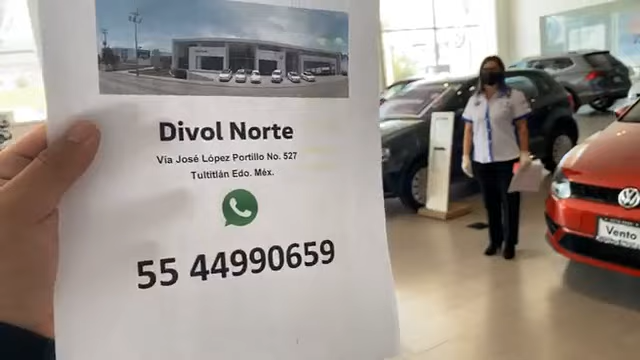 Divol Norte
Vía José López Portillo No. 527
Tultitlán Edo. Méx.
55 44990659
Vento